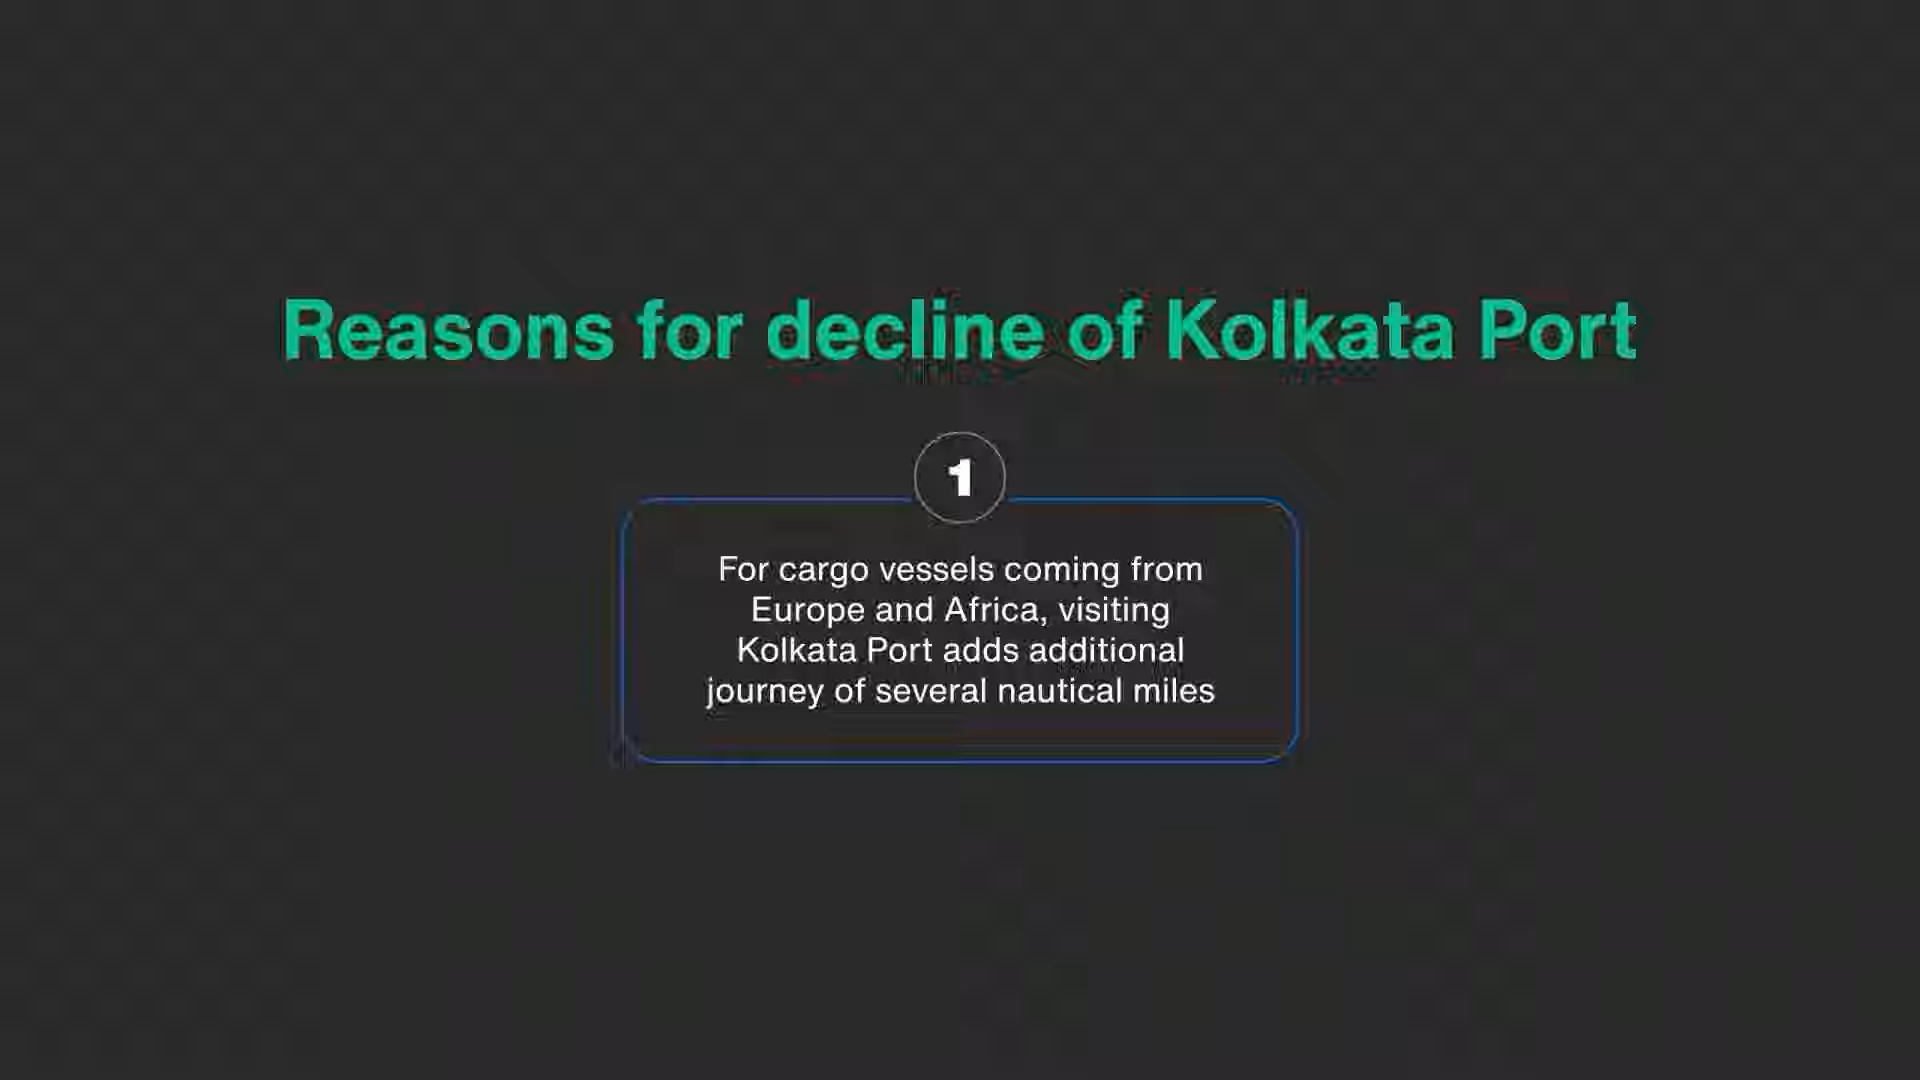 Reasons for decline of Kolkata Port
1
For cargo vessels coming from
Europe and Africa, visiting
Kolkata Port adds additional
journey of several nautical miles